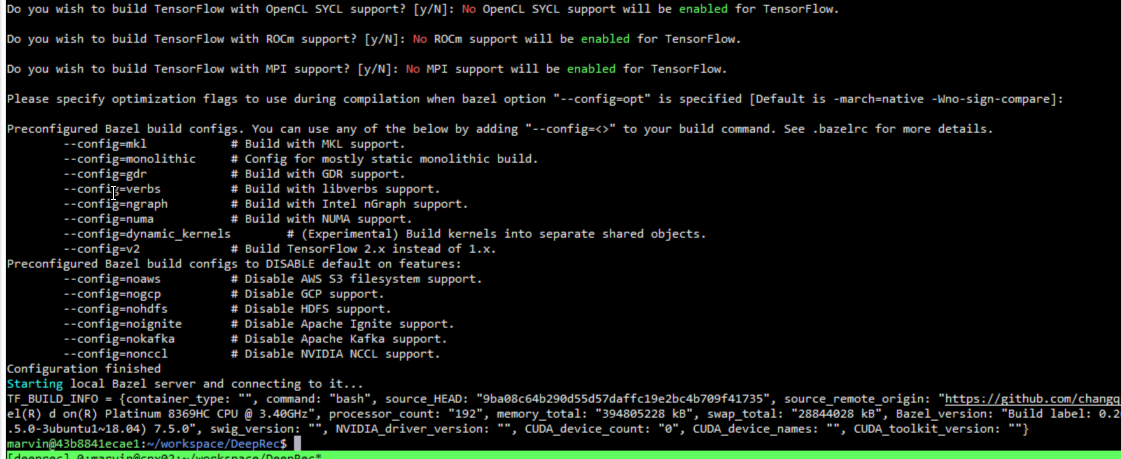 Do you wish to build TensorFlow with OpenCL SYCL support? [y/N]: No OpenCL SYCL support will be enabled for TensorFlow.
Do you wish to build TensorFlow with ROCm support? [y/N]: No ROCm support will be enabled for TensorFlow.
Do you wish to build TensorFlow with MPI support? [y/N]: No MPI support will be enabled for TensorFlow.
Please specify optimization flags to use during compilation when bazel option "--config=opt" is specified [Default is -march=native -Wno-sign-compare]:
Preconfigured Bazel build configs. You can use any of the below by adding "--config=<>" to your build command. See .bazelrc for more details.
--config=mkl # Build with MKL support.
--config=monolithic # Config for mostly static monolithic build.
--config=gdr # Build with GDR support.
--config=verbs # Build with libverbs support.
--config=ngraph # Build with Intel nGraph support.
--config=numa # Build with NUMA support.
--config=dynamic_kernels # (Experimental) Build kernels into separate shared objects.
--config=v2 # Build TensorFlow 2.x instead of 1.x.
Preconfigured Bazel build configs to DISABLE default on features:
--config=noaws # Disable AWS S3 filesystem support.
--config=nogcp # Disable GCP support.
--config=nohdfs # Disable HDFS support.
--config=noignite # Disable Apache Ignite support.
--config=nokafka # Disable Apache Kafka support.
--config=nonccl # Disable NVIDIA NCCL support.
Configuration finished
Starting local Bazel server and connecting to it...
TF_BUILD_INFO = {container_type: "", command: "bash", source_HEAD: "9ba08c64b290d55d57daffc19e2bc4b709f41735", source_remote_origin: "https://github.com/changq
el(R) d on(R) Platinum 8369HC CPU @ 3.40GHz", processor_count: "192", memory_total: "394805228 kB", swap_total: "28844028 kB", Bazel_version: "Build label: 0.2
.5.0-3ubuntu1~18.04) 7.5.0", swig_version: "", NVIDIA_driver_version: "", CUDA_device_count: "0", CUDA_device_names: "", CUDA_toolkit_version: ""}
marvin@43b8841ecae1:~/workspace/DeepRec$